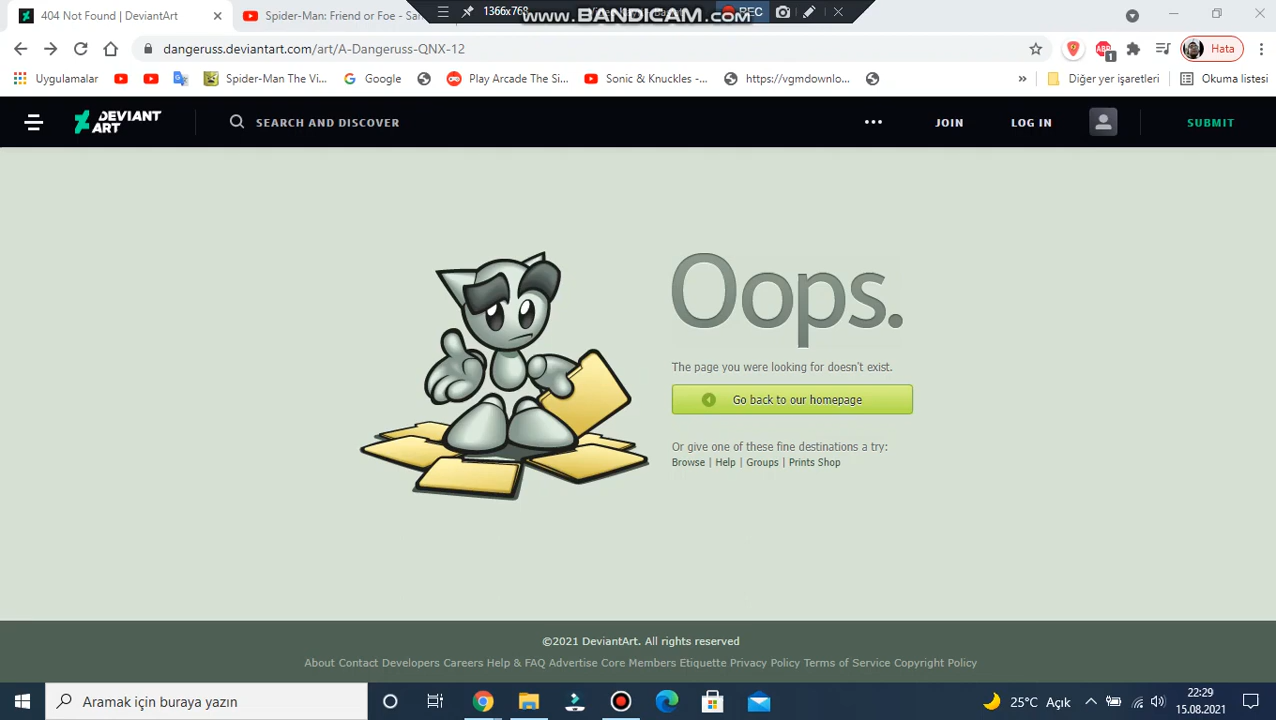 404 Not Found | DeviantArt
Spider-Man: Friend or Foe - San
1366x768
www.BANDICAM.com
REC
dangeruss.deviantart.com/art/A-Dangeruss-QNX-12
ABP
1
Hata
Uygulamalar
Spider-Man The Vi...
Google
Play Arcade The Si...
Sonic & Knuckles -...
https://vgmdownlo...
»
Diğer yer işaretleri
Okuma listesi
DEVIANT ART
SEARCH AND DISCOVER
JOIN
LOG IN
SUBMIT
Oops.
The page you were looking for doesn't exist.
Go back to our homepage
Or give one of these fine destinations a try:
Browse | Help | Groups | Prints Shop
©2021 DeviantArt. All rights reserved
About Contact Developers Careers Help & FAQ Advertise Core Members Etiquette Privacy Policy Terms of Service Copyright Policy
Aramak için buraya yazın
25°C Açık
22:29
15.08.2021